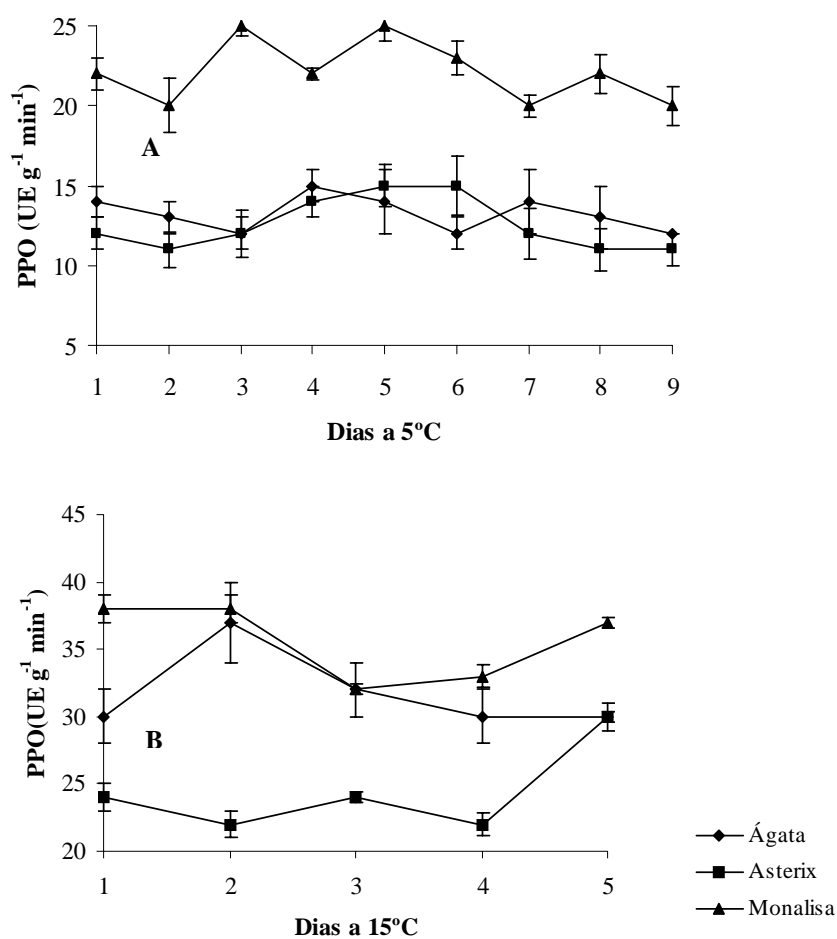 25
20
15
10
5
PPO (UE g⁻¹ min⁻¹)
A
1 2 3 4 5 6 7 8 9
Dias a 5ºC
45
40
35
30
25
20
PPO(UE g⁻¹ min⁻¹)
B
1 2 3 4 5
Dias a 15ºC
Ágata
Asterix
Monalisa